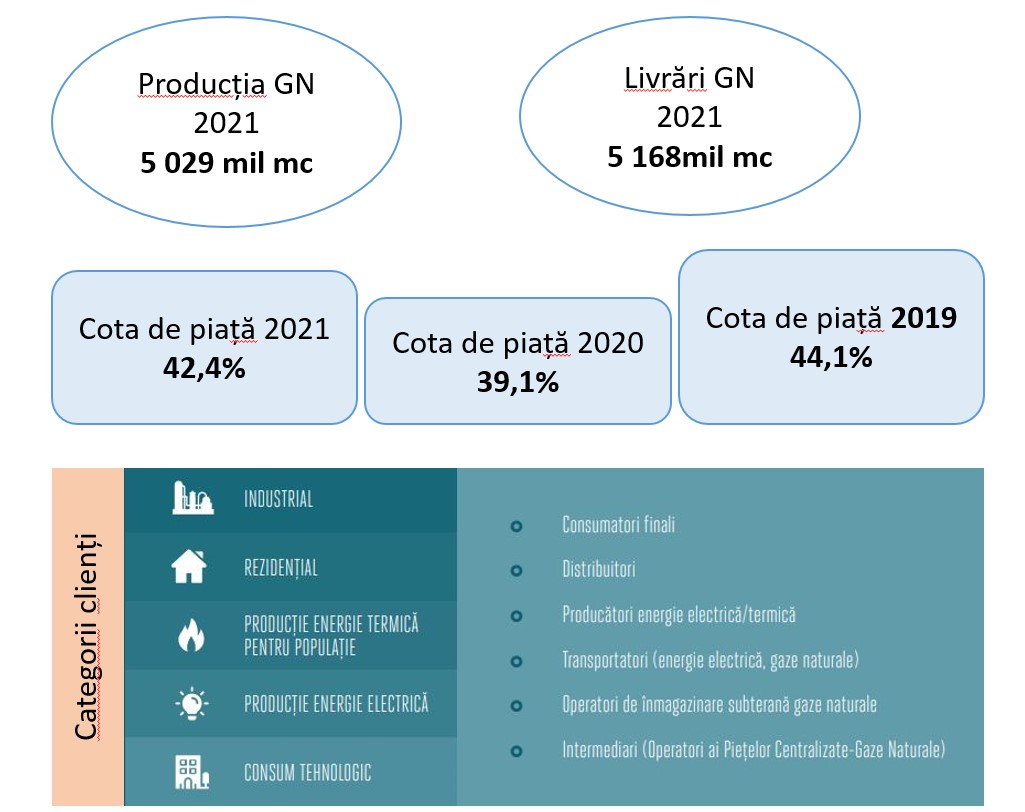 Producția GN
2021
5 029 mil mc
Livrări GN
2021
5 168mil mc
Cota de piață 2021
42,4%
Cota de piață 2020
39,1%
Cota de piață 2019
44,1%
Categorii clienți
INDUSTRIAL
REZIDENȚIAL
PRODUCȚIE ENERGIE TERMICĂ
PENTRU POPULAȚIE
PRODUCȚIE ENERGIE ELECTRICĂ
CONSUM TEHNOLOGIC
Consumatori finali
Distribuitori
Producători energie electrică/termică
Transportatori (energie electrică, gaze naturale)
Operatori de înmagazinare subterană gaze naturale
Intermediari (Operatori ai Piețelor Centralizate-Gaze Naturale)